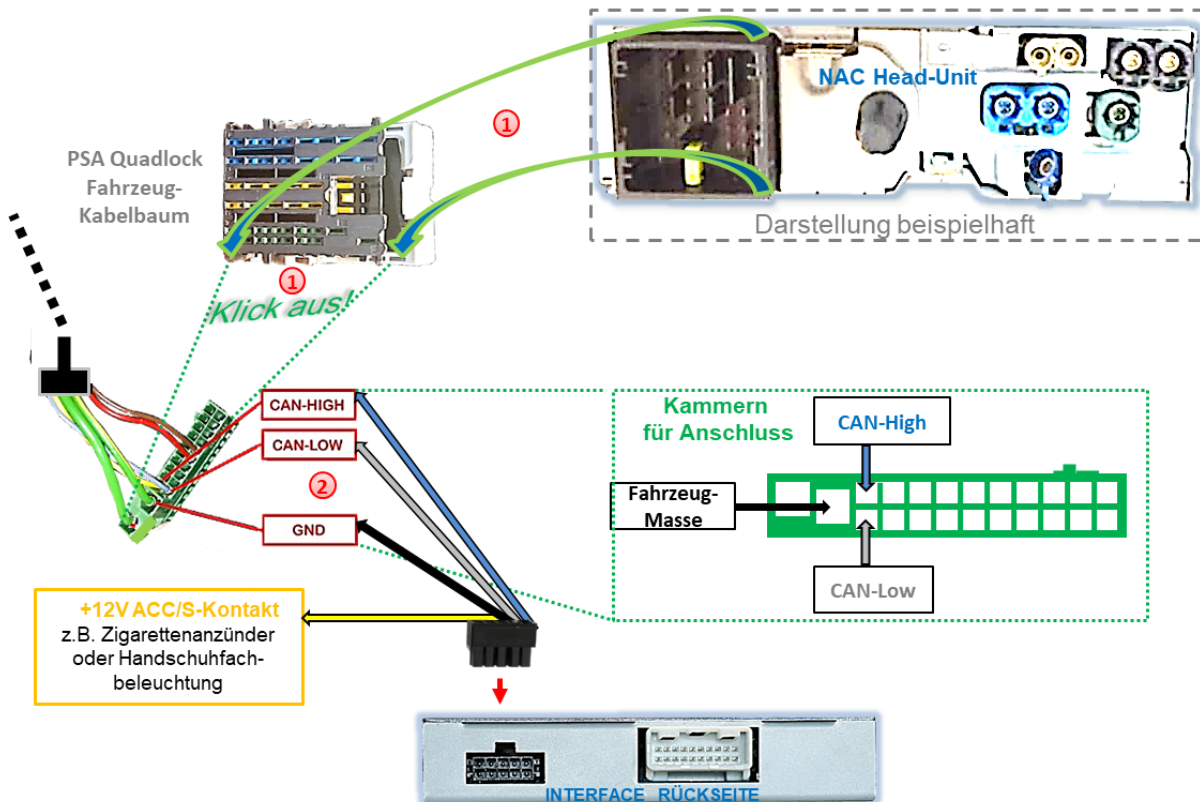 NAC Head-Unit
1
PSA Quadlock
Fahrzeug-
Kabelbaum
Darstellung beispielhaft
1
Klick aus!
CAN-HIGH
CAN-LOW
2
GND
Kammern
für Anschluss
CAN-High
Fahrzeug-
Masse
CAN-Low
+12V ACC/S-Kontakt
z.B. Zigarettenanzünder
oder Handschuhfach-
beleuchtung
INTERFACE RÜCKSEITE